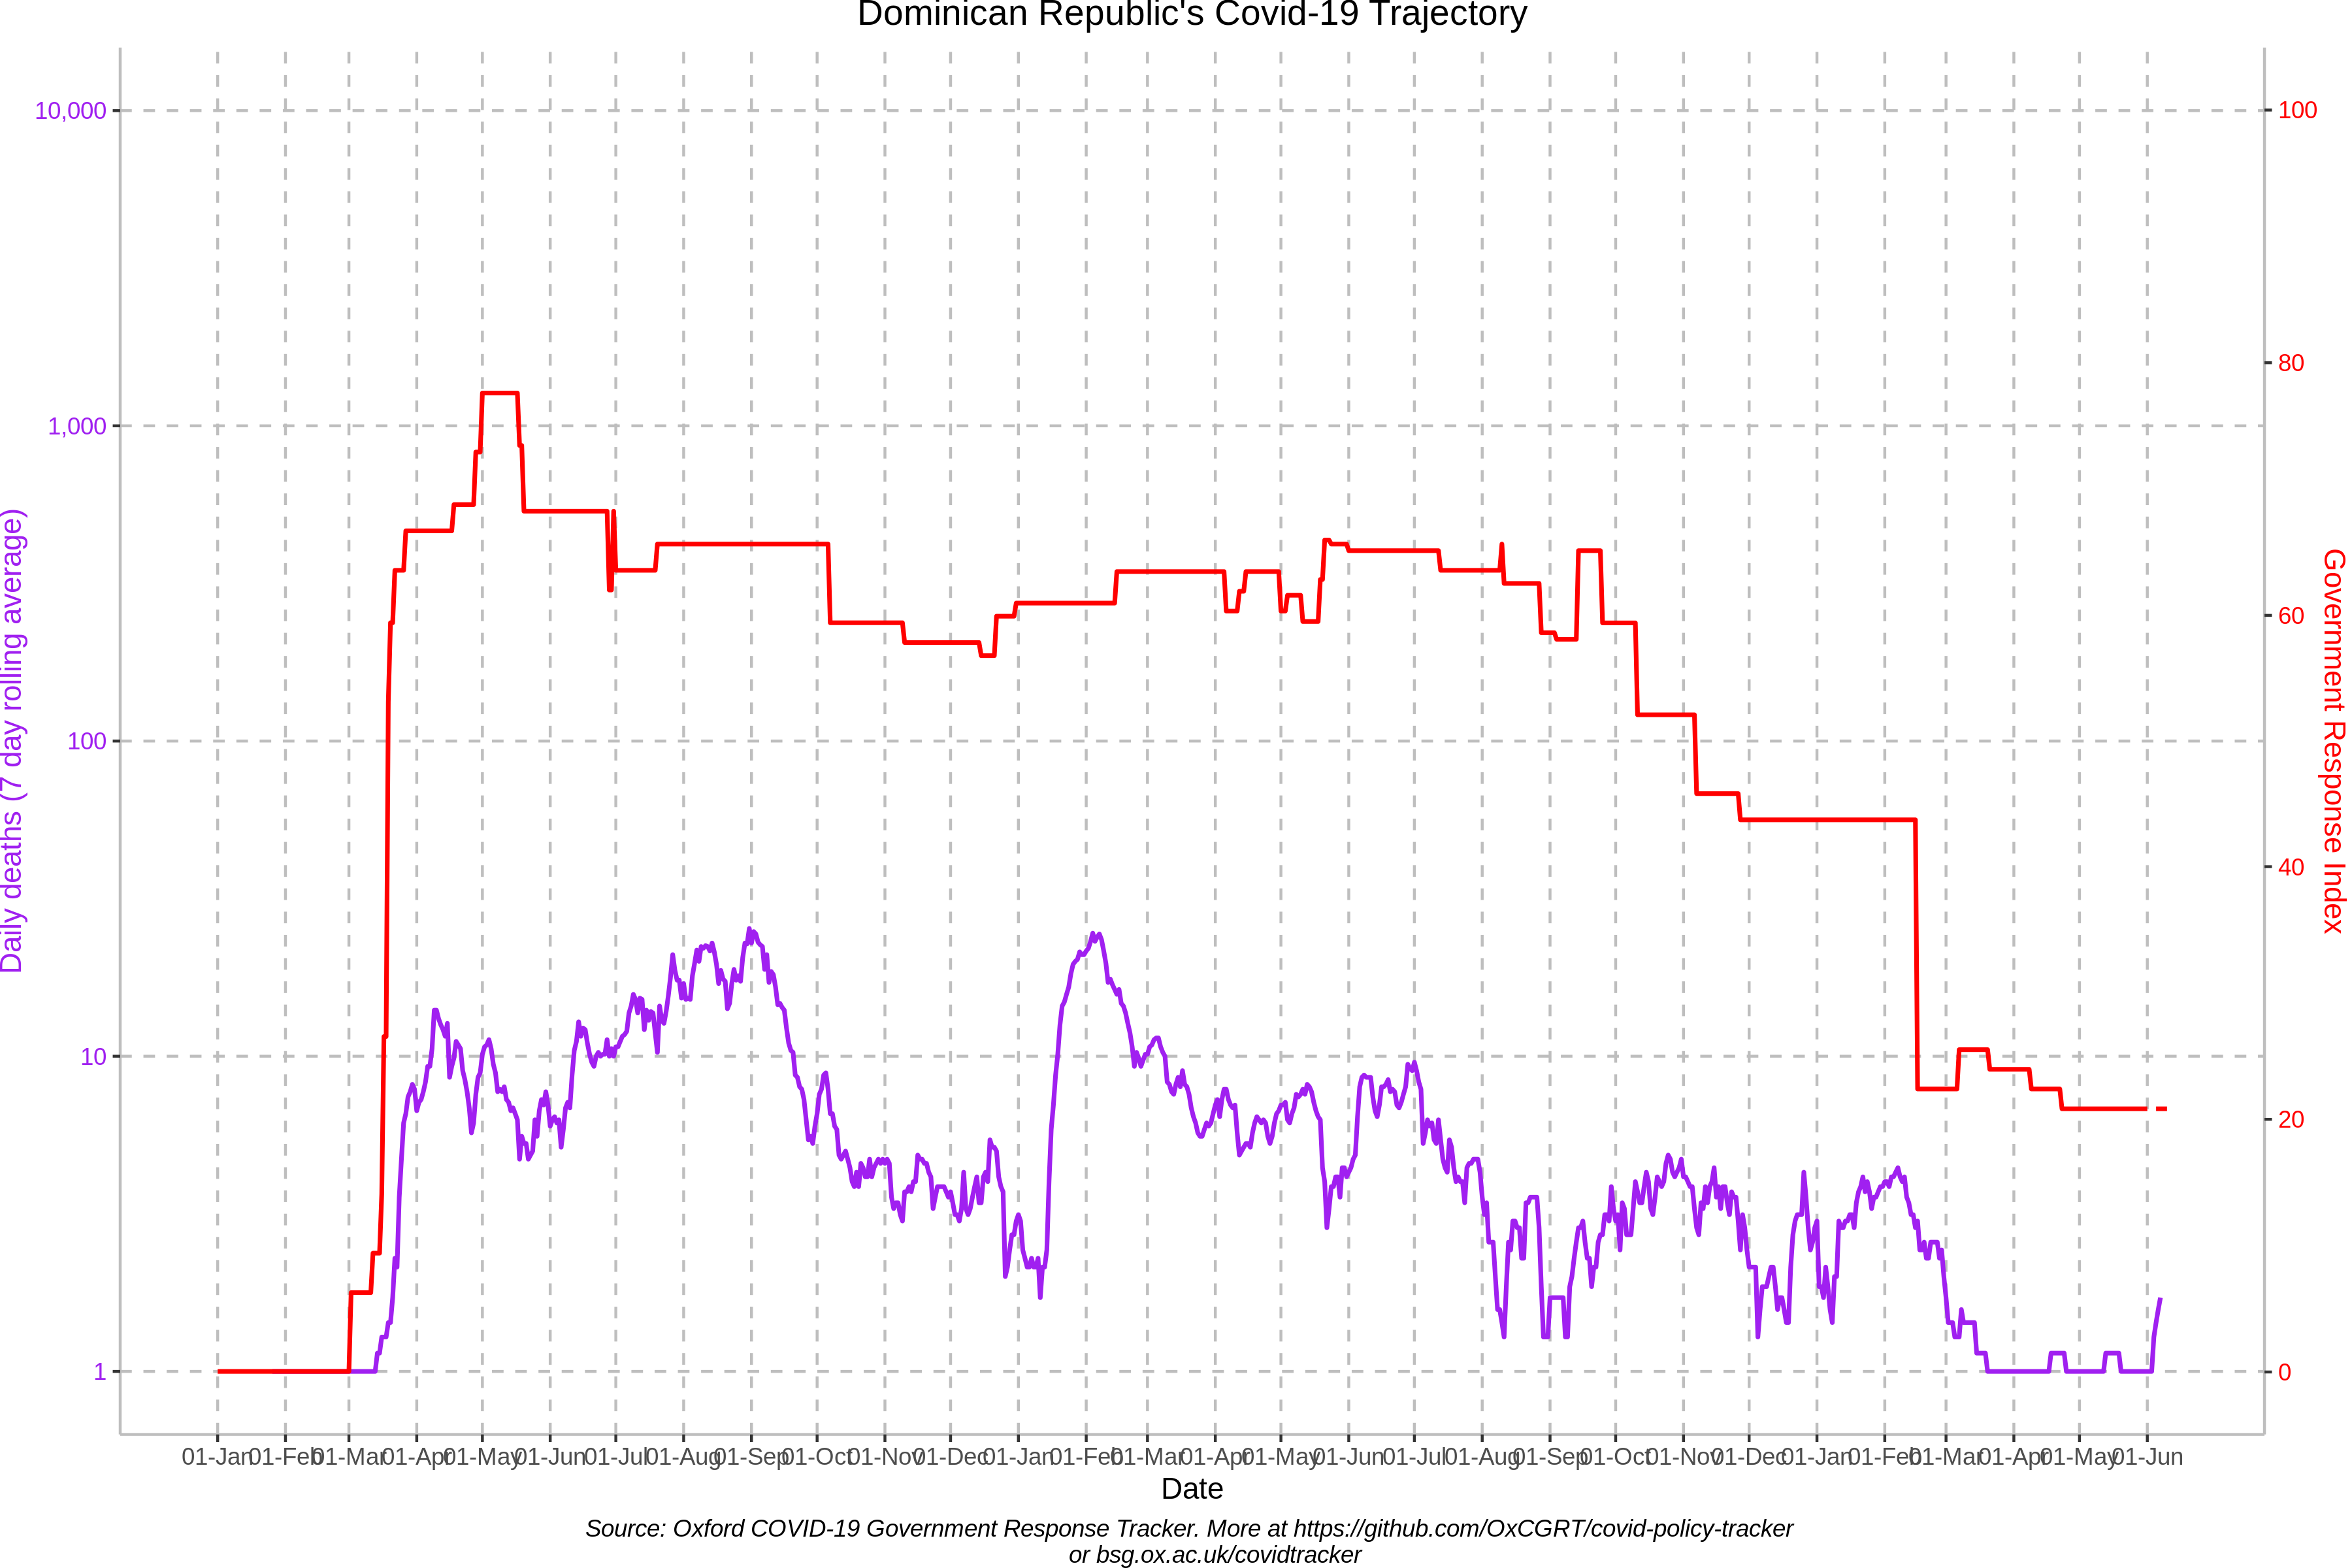 Dominican Republic's Covid-19 Trajectory
10,000
1,000
100
10
1
Daily deaths (7 day rolling average)
100
80
60
40
20
0
Government Response Index
01-Jan 01-Feb 01-Mar 01-Apr 01-May 01-Jun 01-Jul 01-Aug 01-Sep 01-Oct 01-Nov 01-Dec 01-Jan 01-Feb 01-Mar 01-Apr 01-May 01-Jun 01-Jul 01-Aug 01-Sep 01-Oct 01-Nov 01-Dec 01-Jan 01-Feb 01-Mar 01-Apr 01-May 01-Jun
Date
Source: Oxford COVID-19 Government Response Tracker. More at https://github.com/OxCGRT/covid-policy-tracker
or bsg.ox.ac.uk/covidtracker